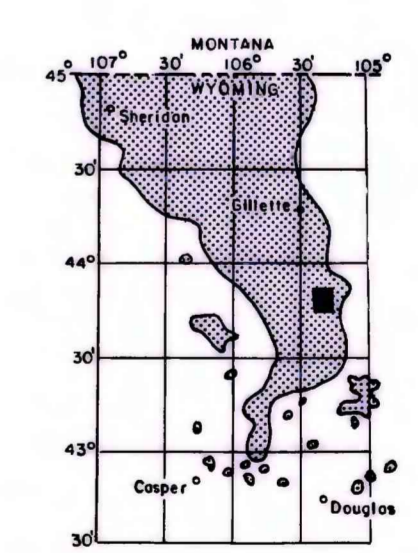 MONTANA
107° 30' 106° 30' 105°
45°
WYOMING
Sheridan
30'
Gillette
44°
30'
43°
Casper
Douglas
30'